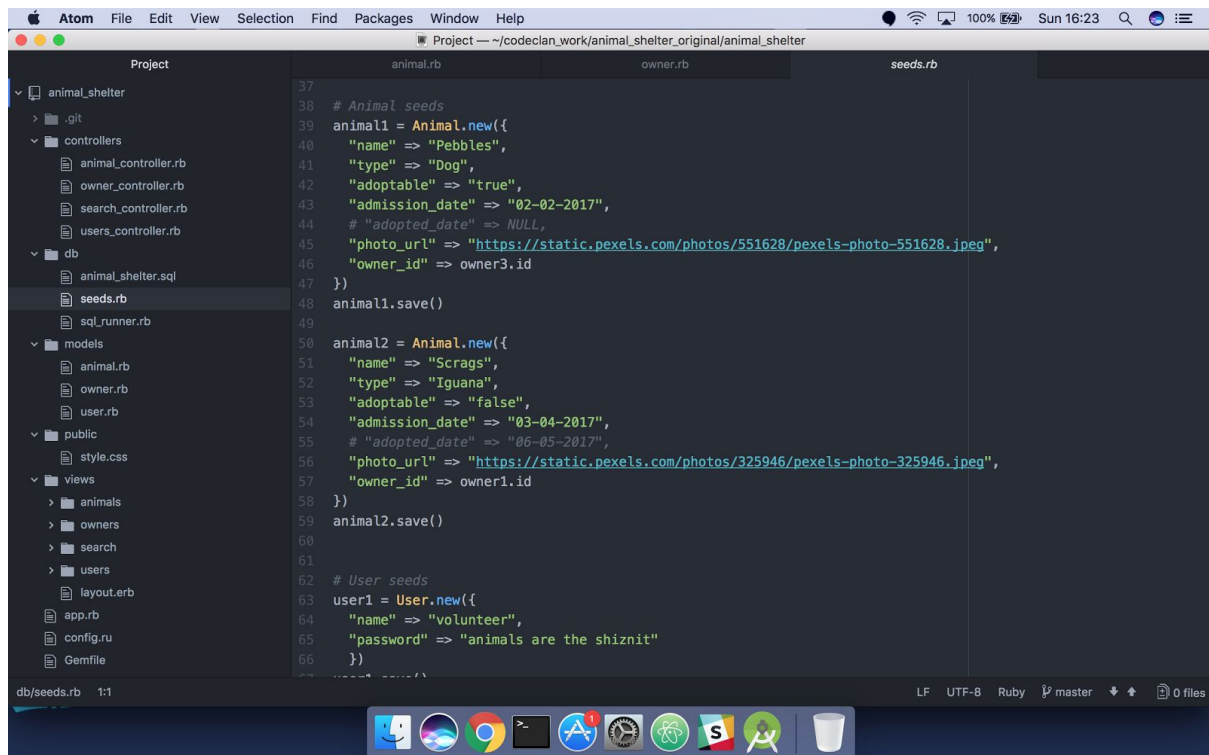 Atom File Edit View Selection Find Packages Window Help 100% Sun 16:23
Project — ~/codeclan_work/animal_shelter_original/animal_shelter
Project animal.rb owner.rb seeds.rb
animal_shelter
.git
controllers
animal_controller.rb
owner_controller.rb
search_controller.rb
users_controller.rb
db
animal_shelter.sql
seeds.rb
sql_runner.rb
models
animal.rb
owner.rb
user.rb
public
style.css
views
animals
owners
search
users
layout.erb
app.rb
config.ru
Gemfile
37
38 # Animal seeds
39 animal1 = Animal.new({
40 "name" => "Pebbles",
41 "type" => "Dog",
42 "adoptable" => "true",
43 "admission_date" => "02-02-2017",
44 # "adopted_date" => NULL,
45 "photo_url" => "https://static.pexels.com/photos/551628/pexels-photo-551628.jpeg",
46 "owner_id" => owner3.id
47 })
48 animal1.save()
49
50 animal2 = Animal.new({
51 "name" => "Scrags",
52 "type" => "Iguana",
53 "adoptable" => "false",
54 "admission_date" => "03-04-2017",
55 # "adopted_date" => "06-05-2017",
56 "photo_url" => "https://static.pexels.com/photos/325946/pexels-photo-325946.jpeg",
57 "owner_id" => owner1.id
58 })
59 animal2.save()
60
61
62 # User seeds
63 user1 = User.new({
64 "name" => "volunteer",
65 "password" => "animals are the shiznit"
66 })
db/seeds.rb 1:1 LF UTF-8 Ruby master 0 files
1
S